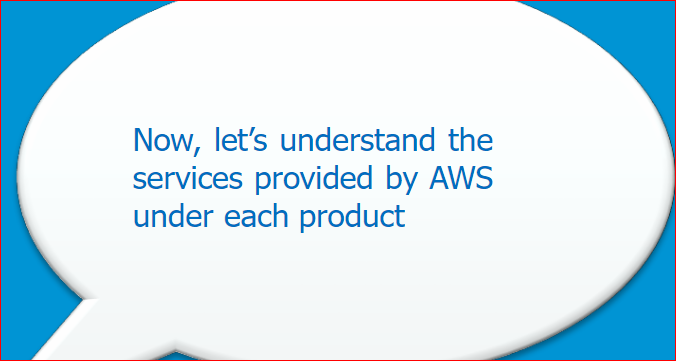 Now, let’s understand the
services provided by AWS
under each product